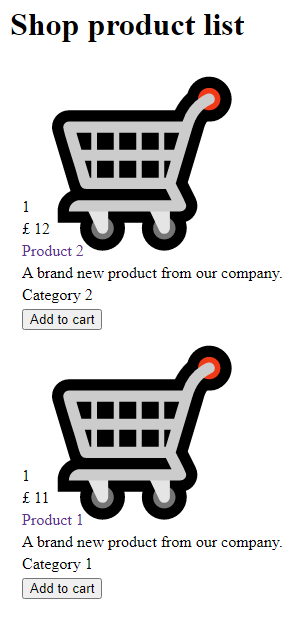 Shop product list
1
£ 12
Product 2
A brand new product from our company.
Category 2
Add to cart
1
£ 11
Product 1
A brand new product from our company.
Category 1
Add to cart